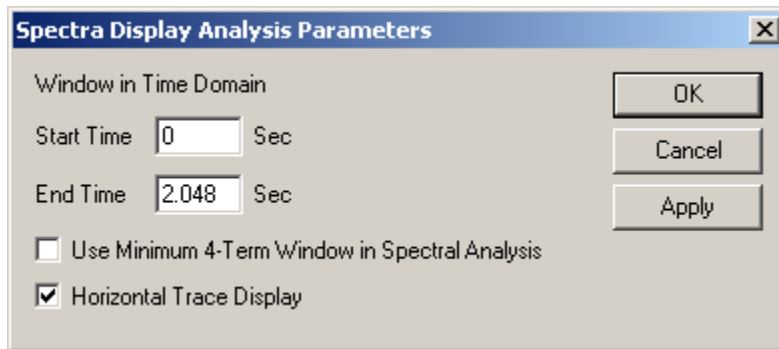 Spectra Display Analysis Parameters
Window in Time Domain
OK
Start Time 0 Sec
Cancel
End Time 2.048 Sec
Apply
Use Minimum 4-Term Window in Spectral Analysis
Horizontal Trace Display